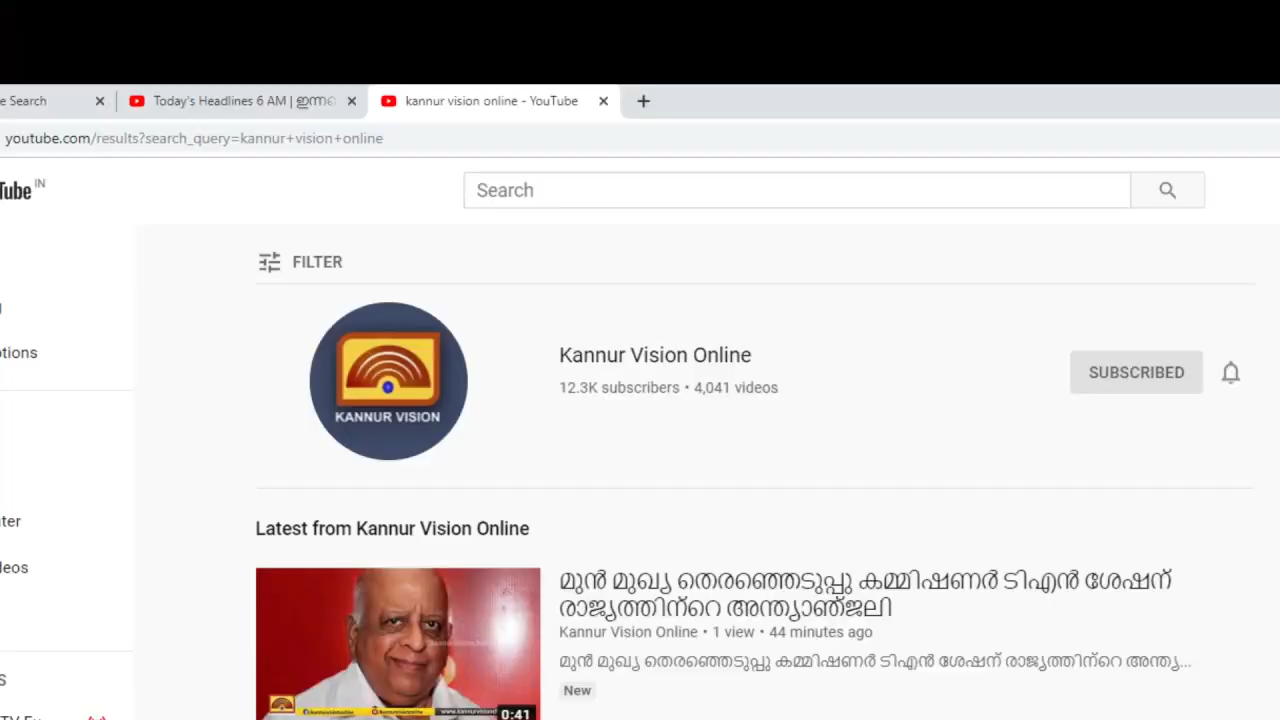 e Search
Today's Headlines 6 AM |
kannur vision online - YouTube
youtube.com/results?search_query=kannur+vision+online
Tube IN
Search
FILTER
ptions
KANNUR VISION
Kannur Vision Online
12.3K subscribers • 4,041 videos
SUBSCRIBED
Latest from Kannur Vision Online
മുൻ മുഖ്യ തെരഞ്ഞെടുപ്പു കമ്മിഷണർ ടിഎൻ ശേഷന്
രാജ്യത്തിന്റെ അന്ത്യാഞ്ജലി
Kannur Vision Online • 1 view • 44 minutes ago
മുൻ മുഖ്യ തെരഞ്ഞെടുപ്പു കമ്മിഷണർ ടിഎൻ ശേഷന് രാജ്യത്തിന്റെ അന്ത്യ...
New
0:41